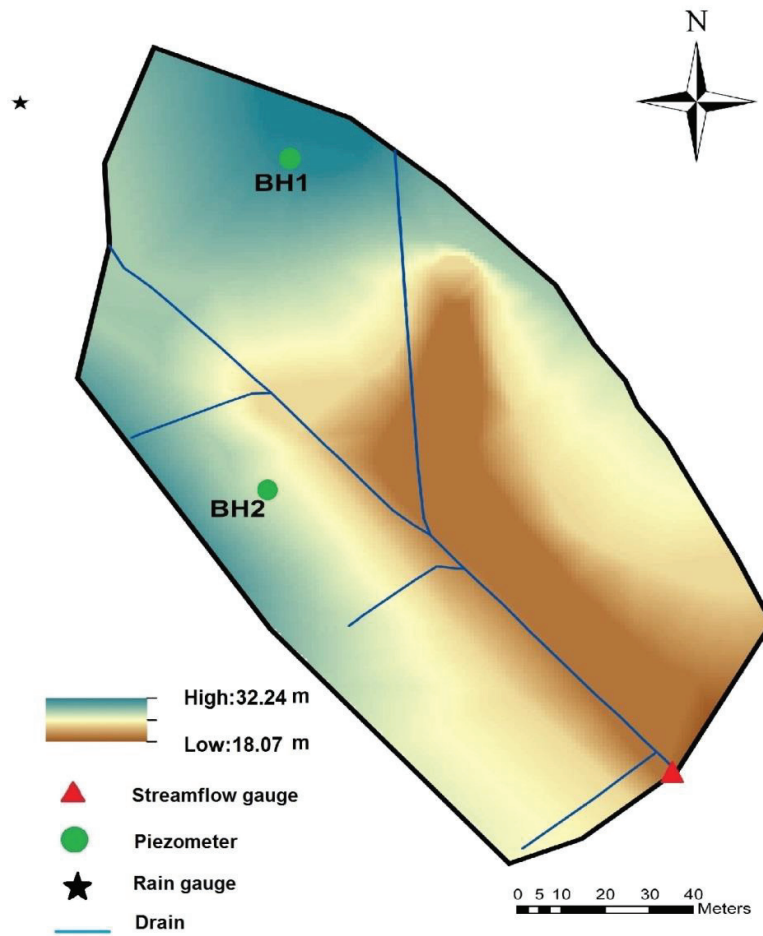 N
BH1
BH2
High:32.24 m
Low:18.07 m
Streamflow gauge
Piezometer
Rain gauge
Drain
0 5 10 20 30 40
Meters